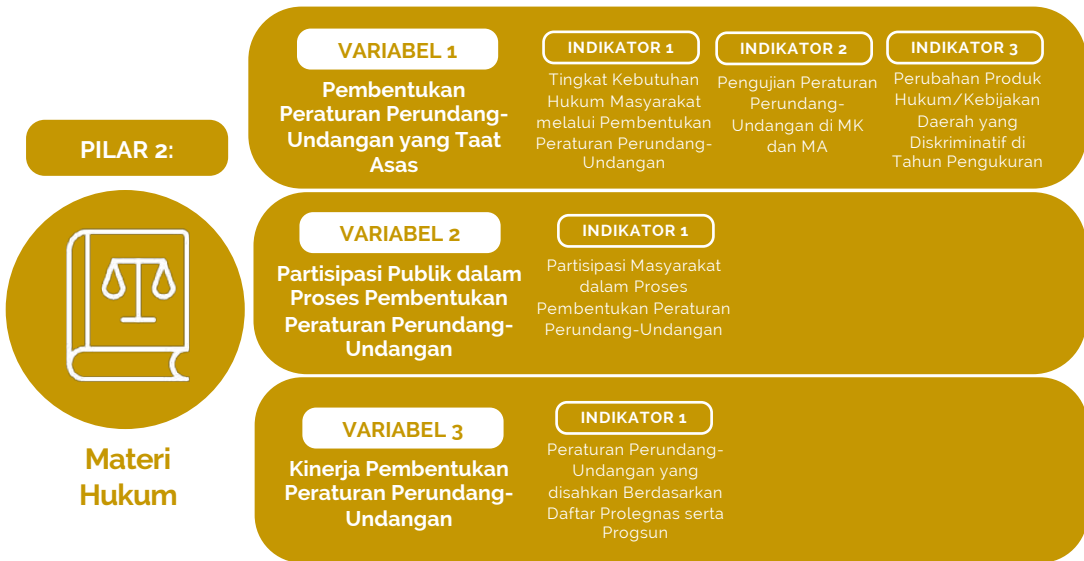 PILAR 2:
Materi
Hukum
VARIABEL 1
Pembentukan
Peraturan Perundang-
Undangan yang Taat
Asas
INDIKATOR 1
Tingkat Kebutuhan
Hukum Masyarakat
melalui Pembentukan
Peraturan Perundang-
Undangan
INDIKATOR 2
Pengujian Peraturan
Perundang-
Undangan di MK
dan MA
INDIKATOR 3
Perubahan Produk
Hukum/Kebijakan
Daerah yang
Diskriminatif di
Tahun Pengukuran
VARIABEL 2
Partisipasi Publik dalam
Proses Pembentukan
Peraturan Perundang-
Undangan
INDIKATOR 1
Partisipasi Masyarakat
dalam Proses
Pembentukan Peraturan
Perundang-Undangan
VARIABEL 3
Kinerja Pembentukan
Peraturan Perundang-
Undangan
INDIKATOR 1
Peraturan Perundang-
Undangan yang
disahkan Berdasarkan
Daftar Prolegnas serta
Progsun